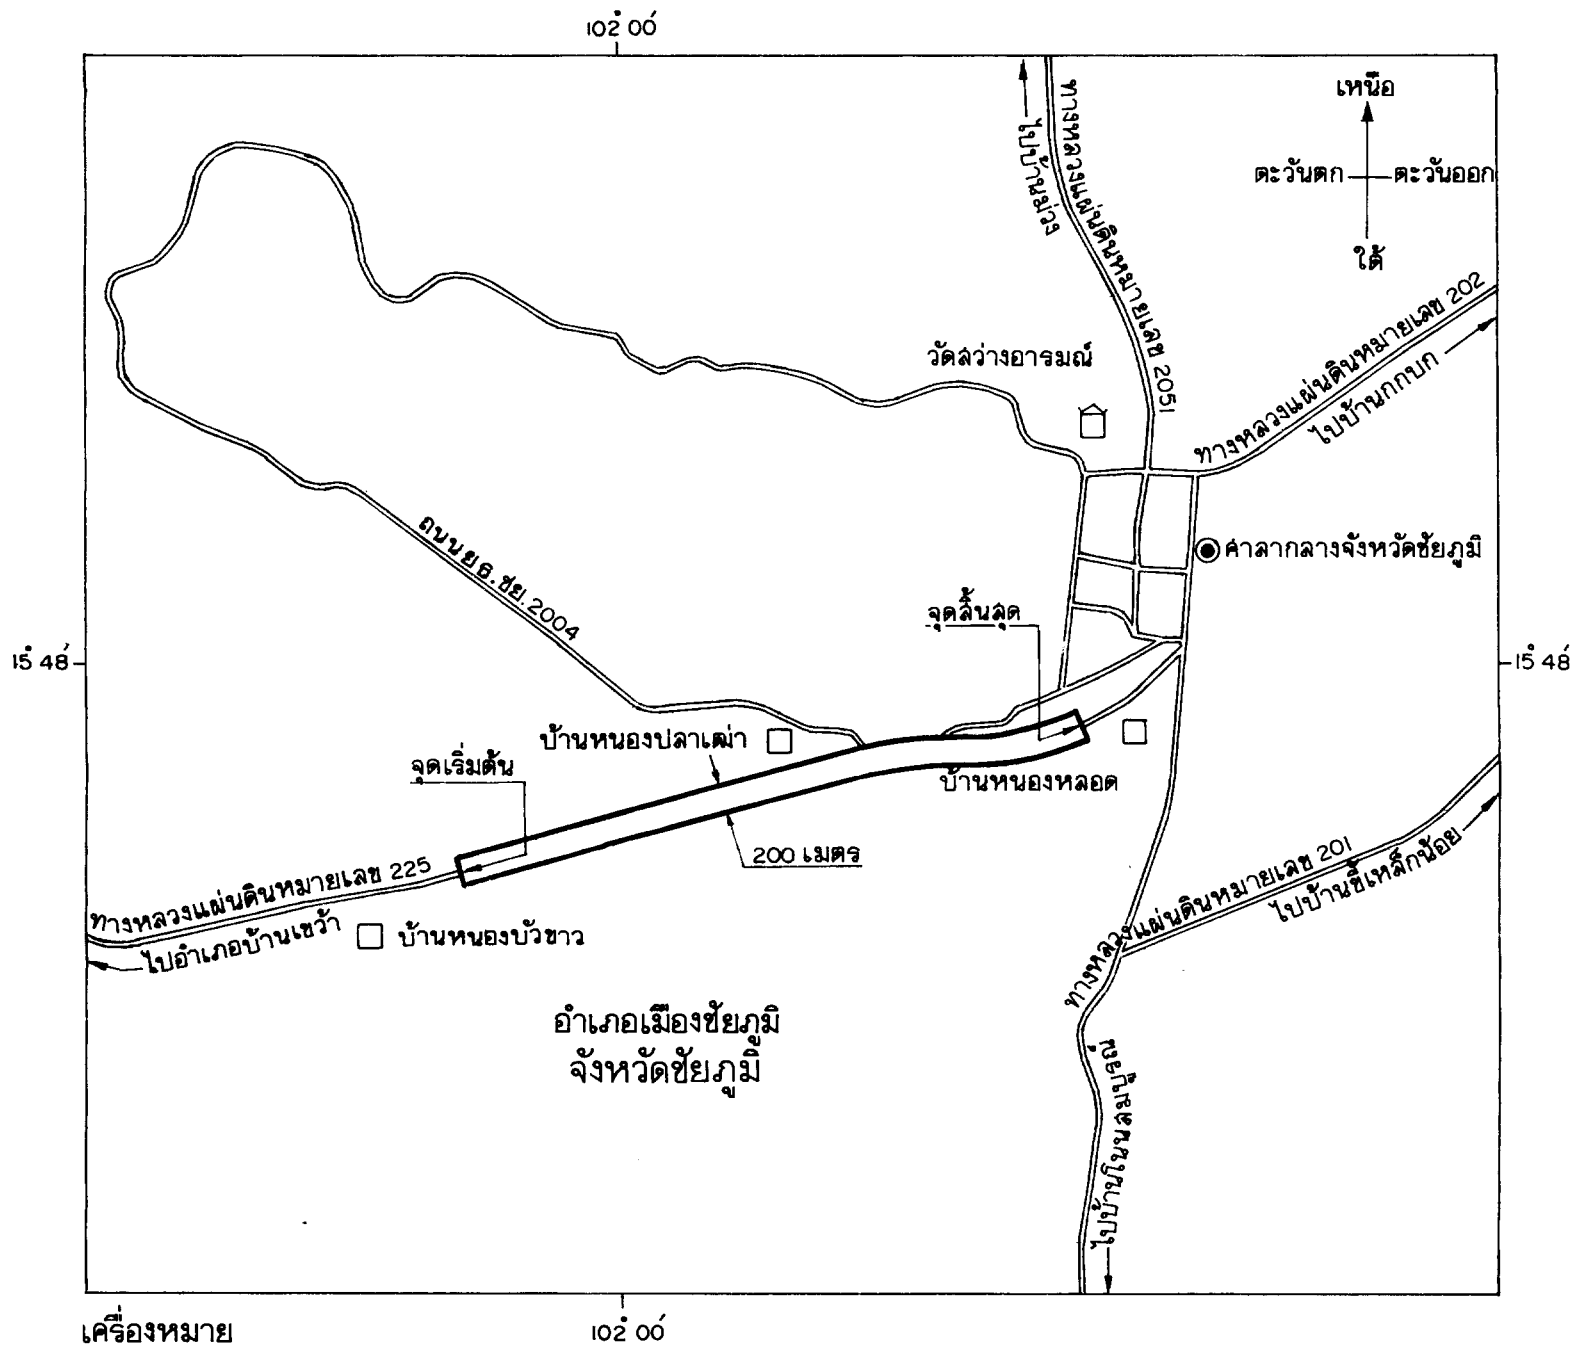 102° 00'
เหนือ
ตะวันตก
ตะวันออก
ใต้
ไปบ้านม่วง
ทางหลวงแผ่นดินหมายเลข 2051
ทางหลวงแผ่นดินหมายเลข 202
ไปบ้านกกบก
วัดสว่างอารมณ์
ศาลากลางจังหวัดชัยภูมิ
ถนนยธ.ชย.2004
จุดสิ้นสุด
15° 48'
15° 48'
บ้านหนองปลาเฒ่า
จุดเริ่มต้น
บ้านหนองหลอด
200 เมตร
ทางหลวงแผ่นดินหมายเลข 225
ไปอำเภอบ้านเขว้า
บ้านหนองบัวขาว
ทางหลวงแผ่นดินหมายเลข 201
ไปบ้านขี้เหล็กน้อย
อำเภอเมืองชัยภูมิ
จังหวัดชัยภูมิ
ไปบ้านโนนสมบูรณ์
เครื่องหมาย
102° 00'